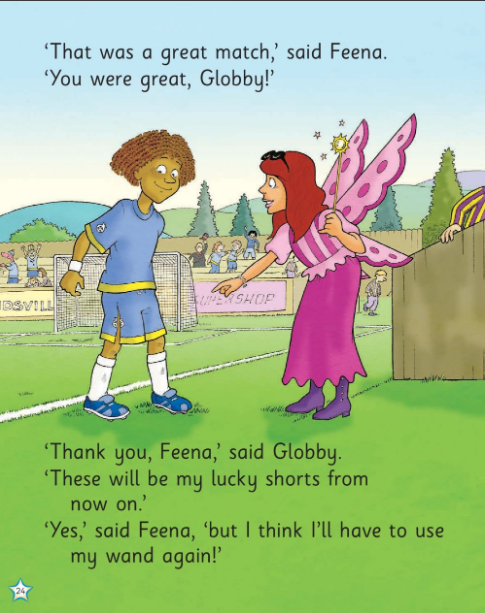 ‘That was a great match,’ said Feena.
‘You were great, Globby!’
SUPERSHOP
‘Thank you, Feena,’ said Globby.
‘These will be my lucky shorts from
now on.’
‘Yes,’ said Feena, ‘but I think I’ll have to use
my wand again!’
24